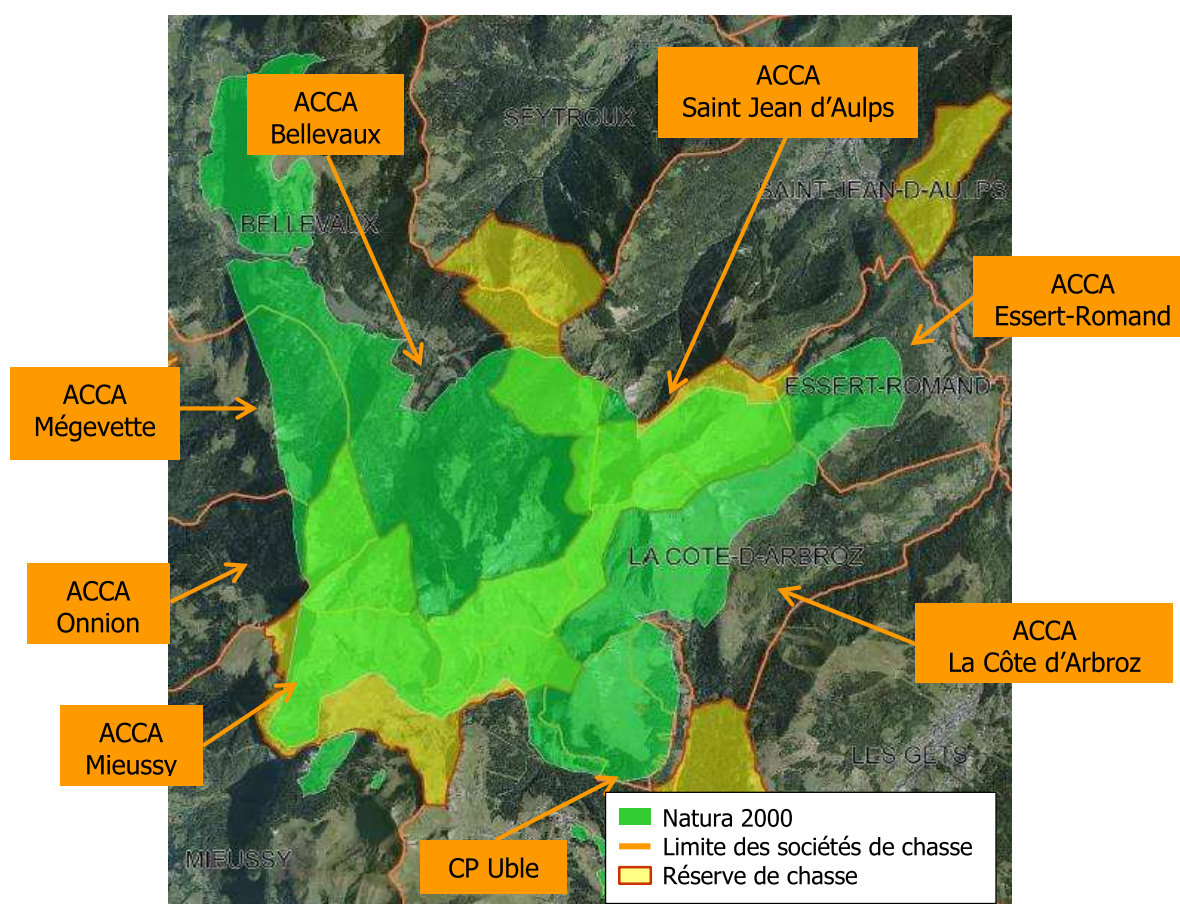 ACCA
Saint Jean d’Aulps
ACCA
Bellevaux
SEYTROUX
SAINT-JEAN-D-AULPS
BELLEVAUX
ACCA
Essert-Romand
ACCA
Mégevette
ESSERT-ROMAND
LA COTE-D-ARBROZ
ACCA
Onnion
ACCA
La Côte d’Arbroz
ACCA
Mieussy
LES GETS
Natura 2000
Limite des sociétés de chasse
Réserve de chasse
MIEUSSY
CP Uble